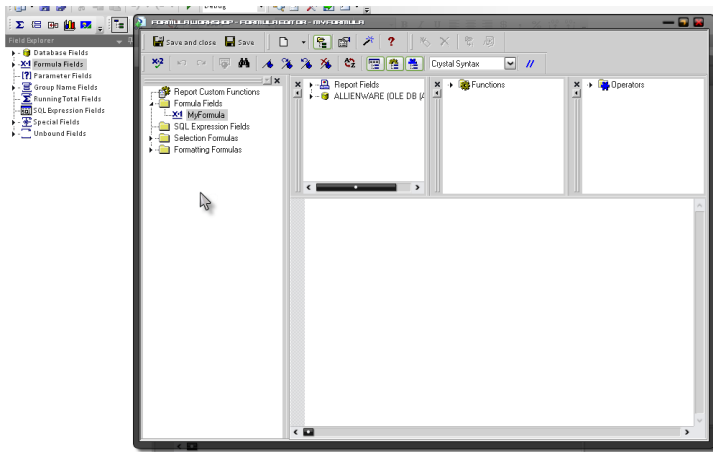 Debug
Field Explorer
Database Fields
Formula Fields
Parameter Fields
Group Name Fields
Running Total Fields
SQL Expression Fields
Special Fields
Unbound Fields
FORMULA WORKSHOP - FORMULA EDITOR - MYFORMULA
Save and close Save
Crystal Syntax
Report Custom Functions
Formula Fields
MyFormula
SQL Expression Fields
Selection Formulas
Formatting Formulas
Report Fields
ALLIENWARE (OLE DB (A
Functions
Operators